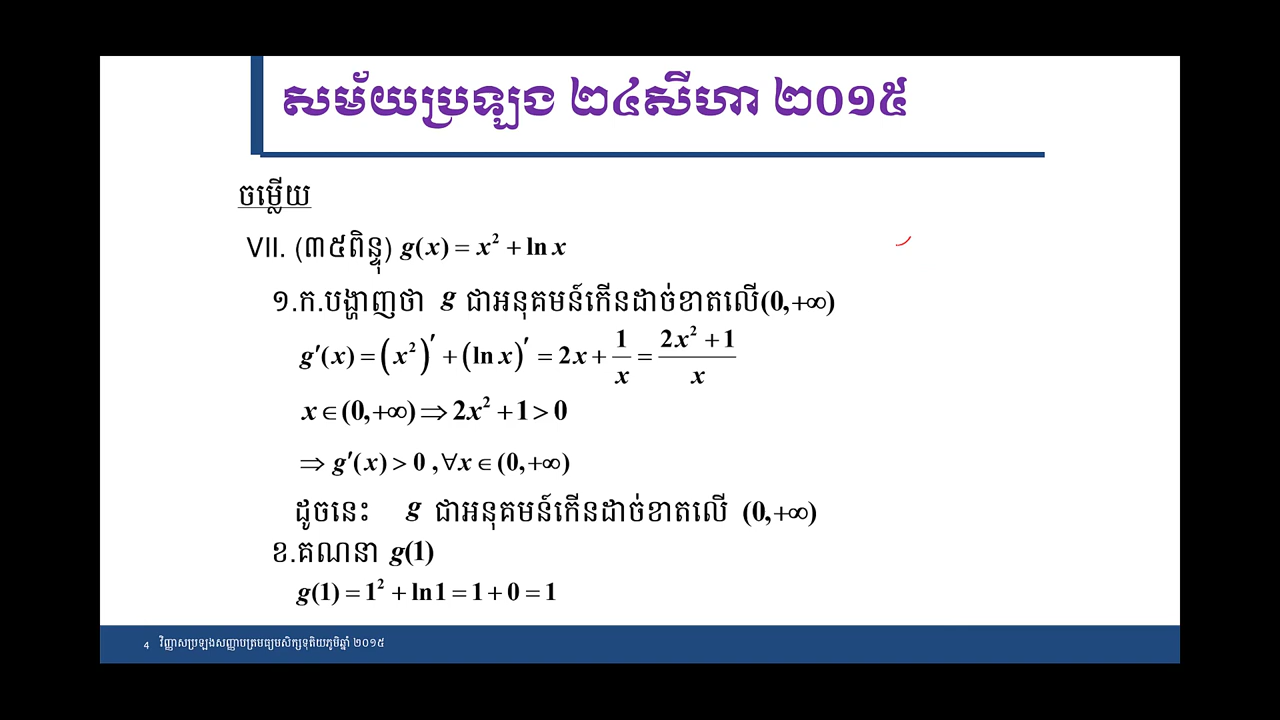 សម័យប្រឡង ២៤សីហា ២០១៥
ចម្លើយ
VII. (៣៥ពិន្ទុ) g(x) = x² + ln x
១.ក.បង្ហាញថា g ជាអនុគមន៍កើនដាច់ខាតលើ(0,+∞)
g′(x) = (x²)′ + (ln x)′ = 2x + 1/x = (2x² + 1)/x
x ∈ (0,+∞) ⇒ 2x² + 1 > 0
⇒ g′(x) > 0 ,∀x ∈ (0,+∞)
ដូចនេះ g ជាអនុគមន៍កើនដាច់ខាតលើ (0,+∞)
ខ.គណនា g(1)
g(1) = 1² + ln1 = 1 + 0 = 1
4 វិញ្ញាសប្រឡងសញ្ញាបត្រមធ្យមសិក្សទុតិយភូមិឆ្នាំ ២០១៥